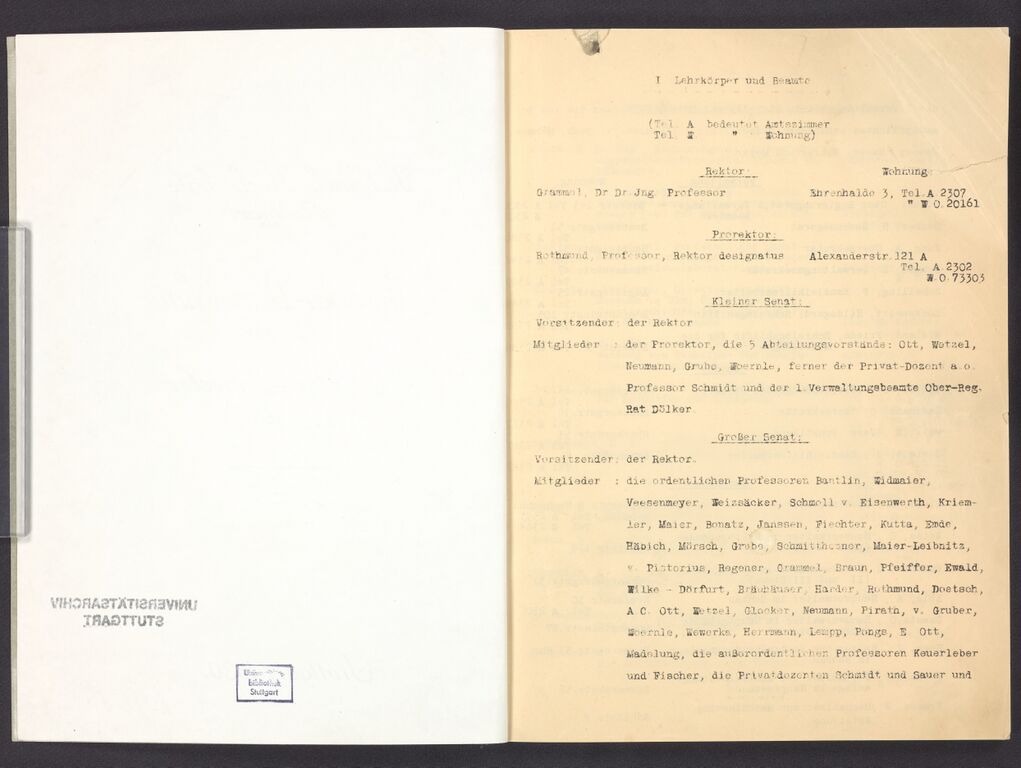 UNIVERSITÄTSARCHIV
STUTTGART
Bibliothek
Stuttgart
I Lehrkörper und Beamte
(Tel. A bedeutet Amtszimmer
Tel. W " Wohnung)
Rektor: Wohnung:
Grammel, Dr Dr.Jng. Professor Ehrenhalde 3, Tel.A 2307
" W 0.20161
Prorektor:
Rothmund, Professor, Rektor designatus Alexanderstr.121 A
Tel. A 2302
W.0.73303
Kleiner Senat:
Vorsitzender: der Rektor
Mitglieder : der Prorektor, die 5 Abteilungsvorstände: Ott, Wetzel,
Neumann, Grube, Woernle, ferner der Privat-Dozent a.o.
Professor Schmidt und der 1.Verwaltungsbeamte Ober-Reg.
Rat Dölker.
Großer Senat:
Vorsitzender: der Rektor.
Mitglieder : die ordentlichen Professoren Bantlin, Widmaier,
Veesenmeyer, Weizsäcker, Schmoll v. Eisenwerth, Kriem-
ler, Maier, Bonatz, Janssen, Fiechter, Kutta, Emde,
Häbich, Mörsch, Grube, Schmitthenner, Maier-Leibnitz,
v. Pistorius, Regener, Grammel, Braun, Pfeiffer, Ewald,
Wilke - Dörfurt, Bräuhäuser, Harder, Rothmund, Doetsch,
A.C. Ott, Wetzel, Glocker, Neumann, Pirath, v. Gruber,
Woernle, Wewerka, Herrmann, Lempp, Pongs, E. Ott,
Madelung, die außerordentlichen Professoren Keuerleber
und Fischer, die Privatdozenten Schmidt und Sauer und